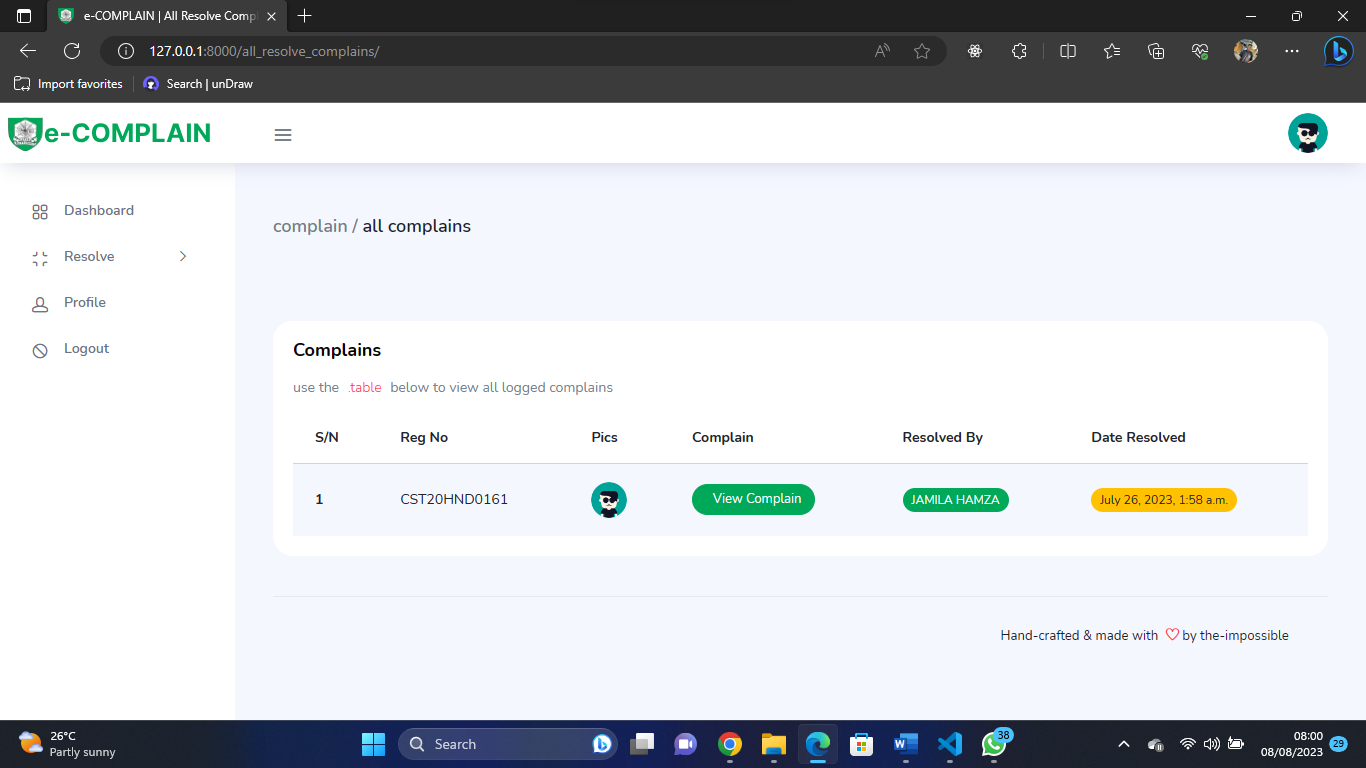 e-COMPLAIN | All Resolve Compl
127.0.0.1:8000/all_resolve_complains/
Import favorites
Search | unDraw
e-COMPLAIN
Dashboard
Resolve
Profile
Logout
complain / all complains
Complains
use the .table below to view all logged complains
S/N Reg No Pics Complain Resolved By Date Resolved
1 CST20HND0161 View Complain JAMILA HAMZA July 26, 2023, 1:58 a.m.
Hand-crafted & made with by the-impossible
26°C
Partly sunny
Search
38
08:00
08/08/2023
29